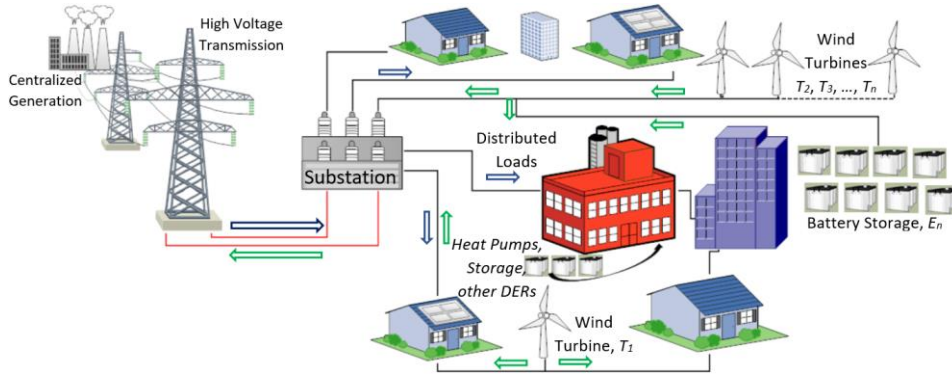 High Voltage
Transmission
Centralized
Generation
Wind
Turbines
T2, T3, ..., Tn
Distributed
Loads
Substation
Battery Storage, En
Heat Pumps,
Storage,
other DERs
Wind
Turbine, T1